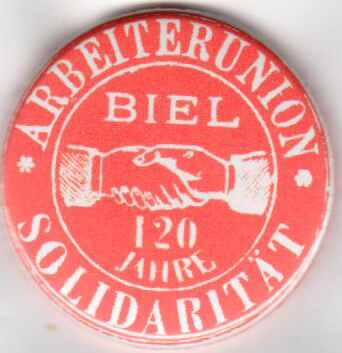 ARBEITERUNION
BIEL
120
JAHRE
SOLIDARITÄT